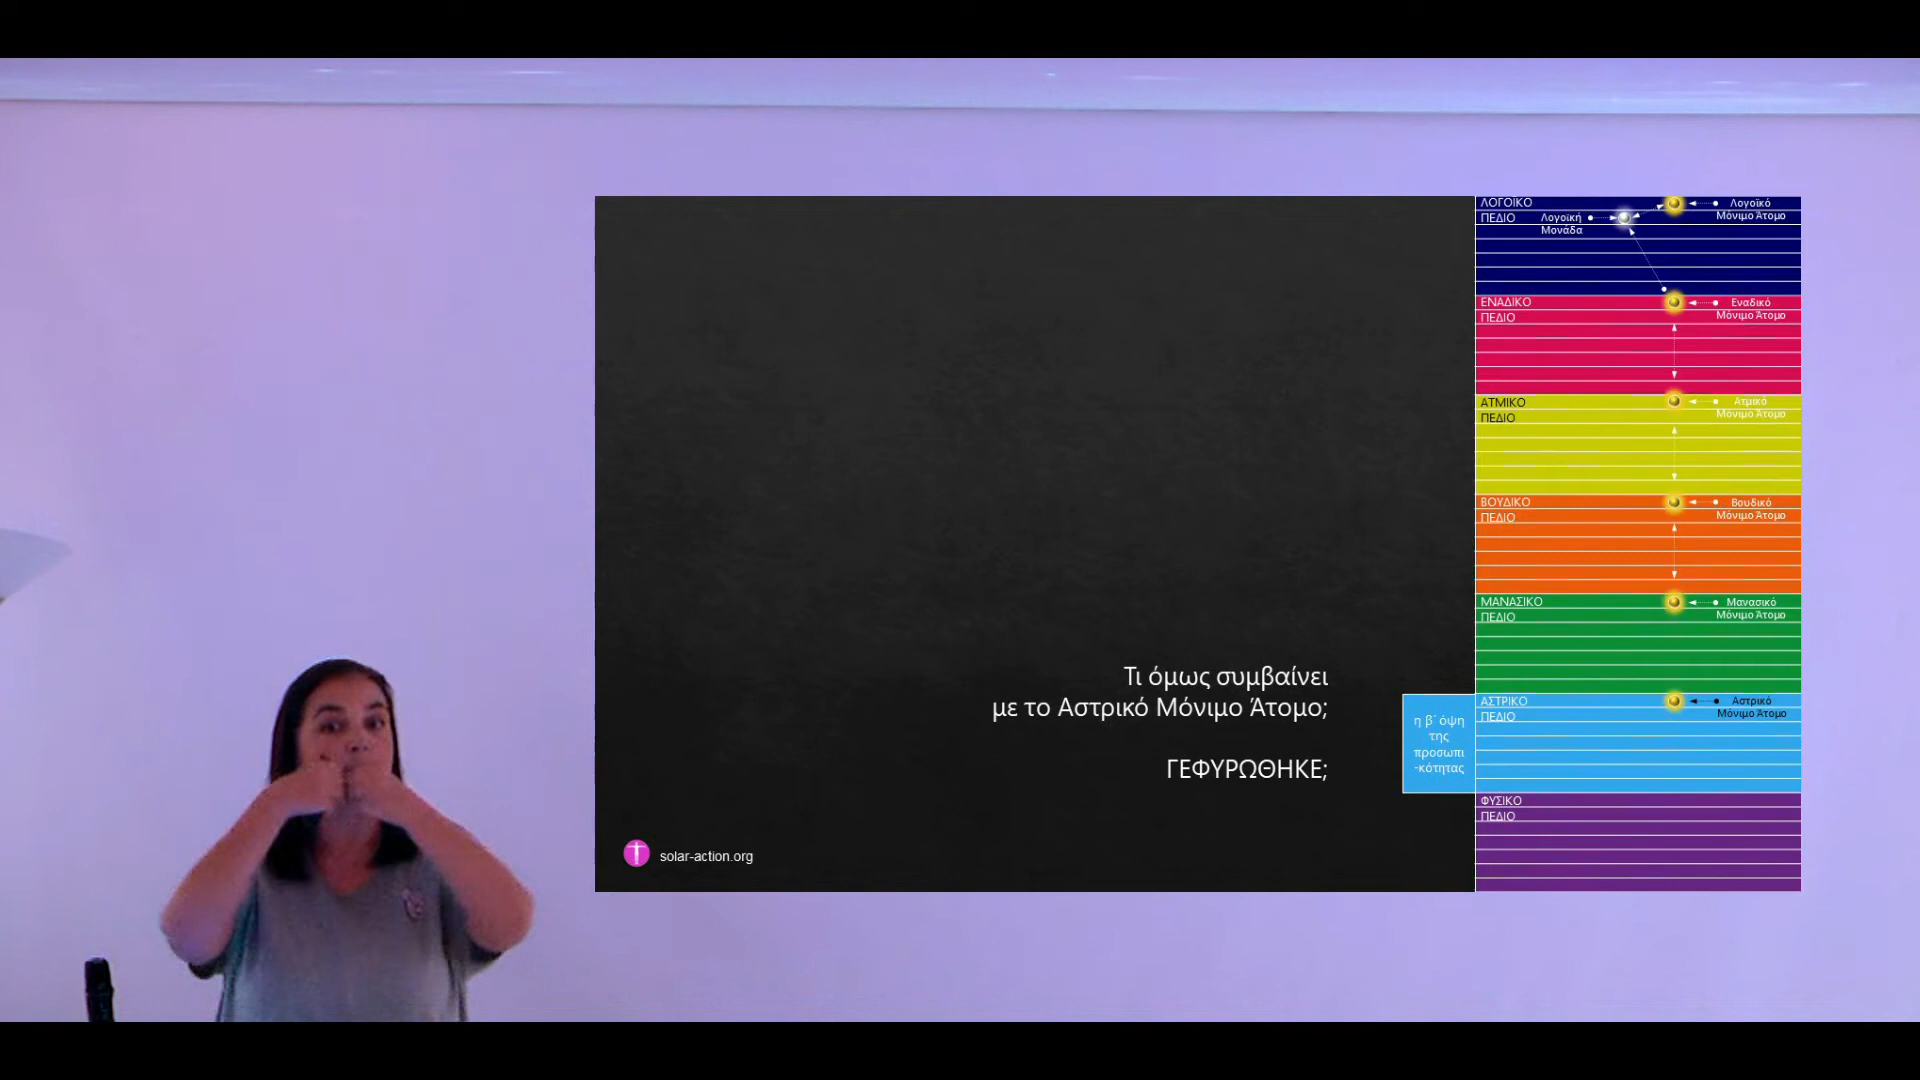 ΛΟΓΟΪΚΟ
ΠΕΔΙΟ
Λογοϊκή
Μονάδα
Λογοϊκό
Μόνιμο Άτομο
ΕΝΑΔΙΚΟ
ΠΕΔΙΟ
Εναδικό
Μόνιμο Άτομο
ΑΤΜΙΚΟ
ΠΕΔΙΟ
Ατμικό
Μόνιμο Άτομο
ΒΟΥΔΙΚΟ
ΠΕΔΙΟ
Βουδικό
Μόνιμο Άτομο
ΜΑΝΑΣΙΚΟ
ΠΕΔΙΟ
Μανασικό
Μόνιμο Άτομο
Τι όμως συμβαίνει
με το Αστρικό Μόνιμο Άτομο;
ΓΕΦΥΡΩΘΗΚΕ;
η β΄ όψη
της
προσωπι
-κότητας
ΑΣΤΡΙΚΟ
ΠΕΔΙΟ
Αστρικό
Μόνιμο Άτομο
ΦΥΣΙΚΟ
ΠΕΔΙΟ
solar-action.org